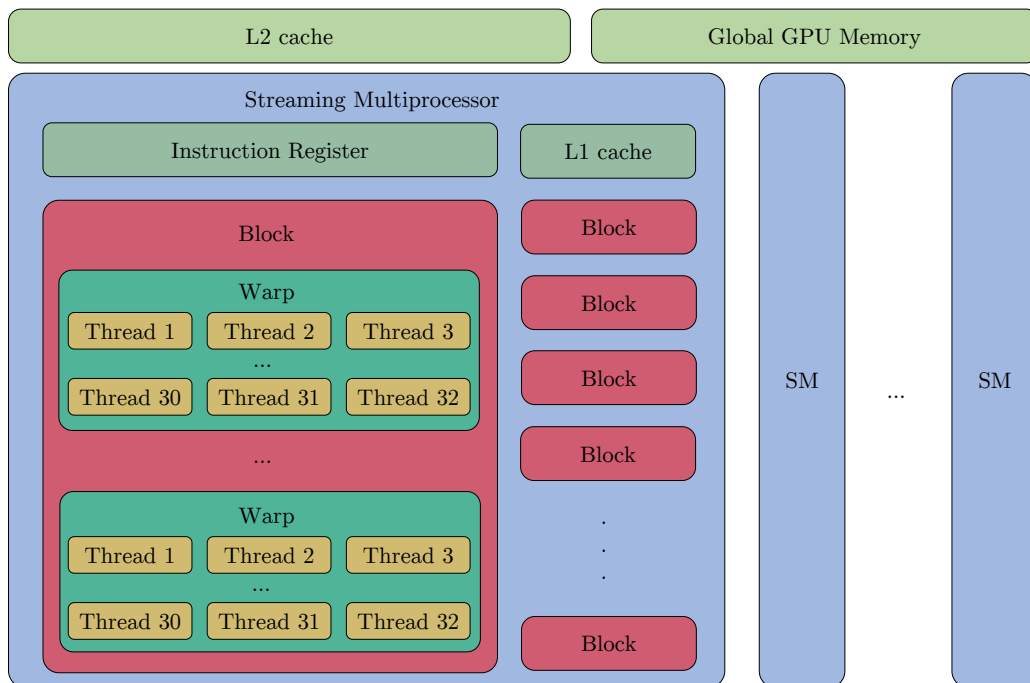 L2 cache
Global GPU Memory
Streaming Multiprocessor
Instruction Register
L1 cache
Block
Warp
Thread 1
Thread 2
Thread 3
...
Thread 30
Thread 31
Thread 32
...
Warp
Thread 1
Thread 2
Thread 3
...
Thread 30
Thread 31
Thread 32
Block
Block
Block
Block
.
.
.
Block
SM
...
SM